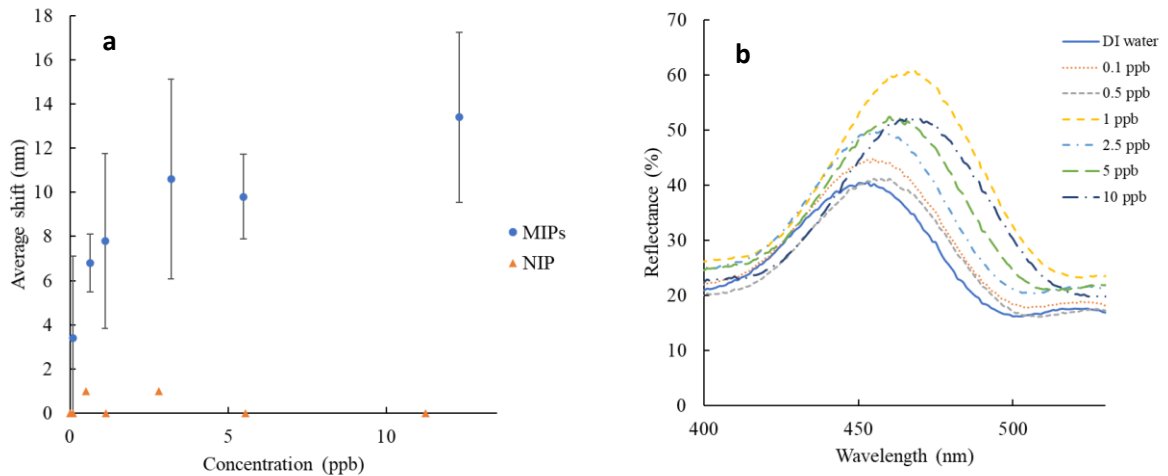 a
18
16
14
12
10
8
6
4
2
0
0
5
10
Average shift (nm)
Concentration (ppb)
MIPs
NIP
b
70
60
50
40
30
20
10
0
400
450
500
Reflectance (%)
Wavelength (nm)
DI water
0.1 ppb
0.5 ppb
1 ppb
2.5 ppb
5 ppb
10 ppb